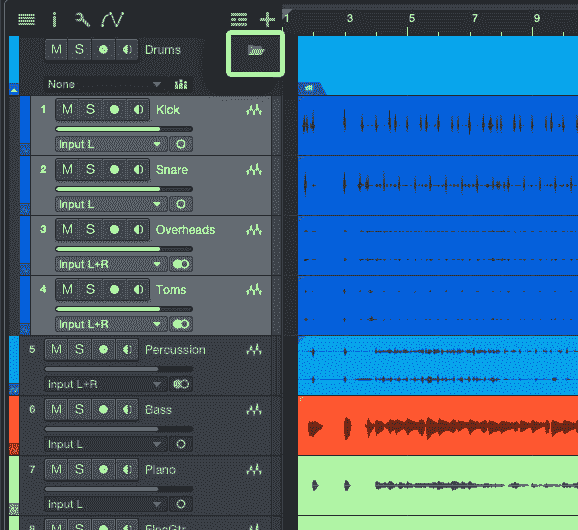 1 3 5 7 9
M S Drums
None
1 M S Kick
Input L
2 M S Snare
Input L
3 M S Overheads
Input L+R
4 M S Toms
Input L+R
5 M S Percussion
Input L+R
6 M S Bass
Input L
7 M S Piano
Input L
8